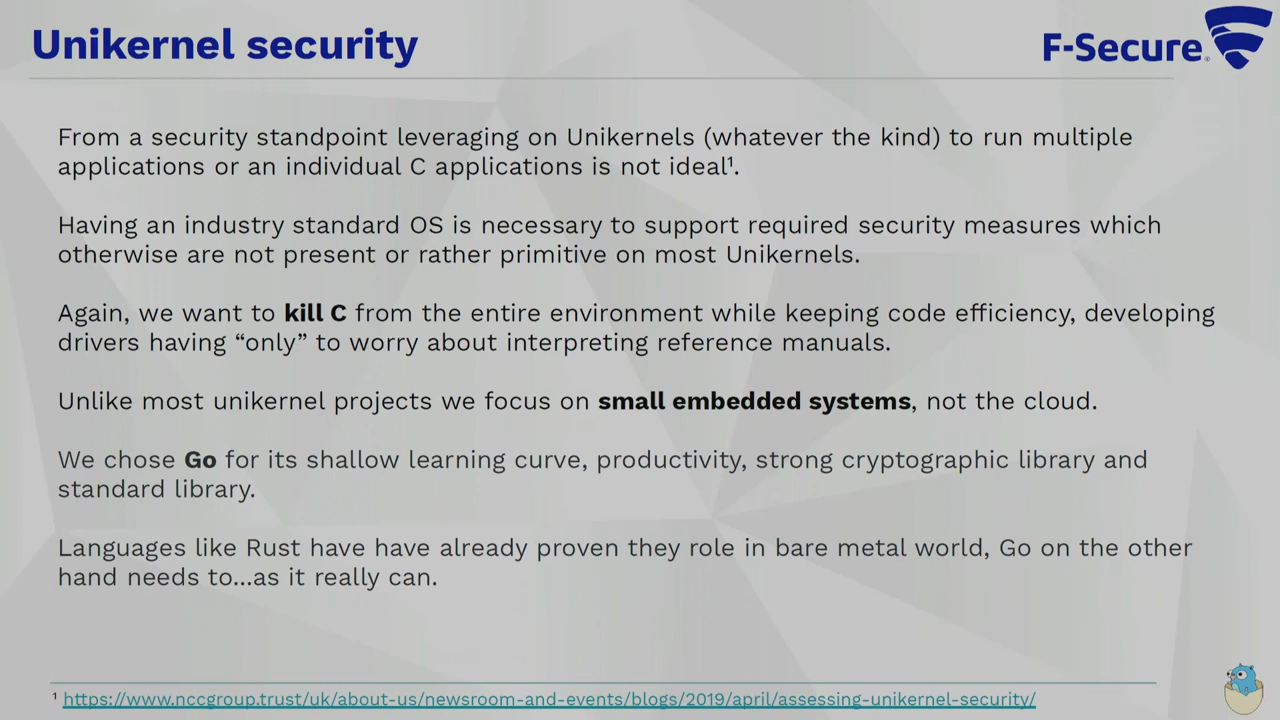 Unikernel security
F-Secure®
From a security standpoint leveraging on Unikernels (whatever the kind) to run multiple
applications or an individual C applications is not ideal¹.
Having an industry standard OS is necessary to support required security measures which
otherwise are not present or rather primitive on most Unikernels.
Again, we want to kill C from the entire environment while keeping code efficiency, developing
drivers having “only” to worry about interpreting reference manuals.
Unlike most unikernel projects we focus on small embedded systems, not the cloud.
We chose Go for its shallow learning curve, productivity, strong cryptographic library and
standard library.
Languages like Rust have have already proven they role in bare metal world, Go on the other
hand needs to...as it really can.
¹ https://www.nccgroup.trust/uk/about-us/newsroom-and-events/blogs/2019/april/assessing-unikernel-security/